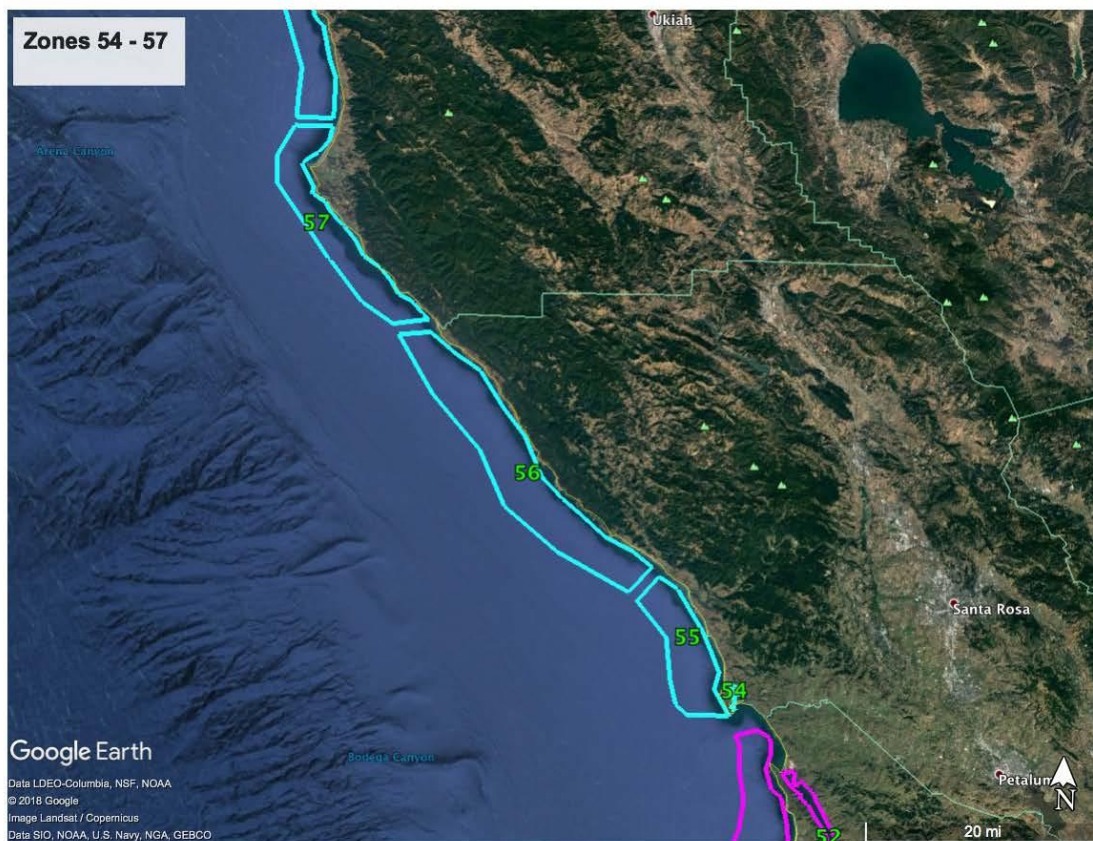 Zones 54 - 57
Ukiah
Arena Canyon
57
56
Santa Rosa
55
54
Google Earth
Bodega Canyon
Petalum
N
Data LDEO-Columbia, NSF, NOAA
© 2018 Google
Image Landsat / Copernicus
Data SIO, NOAA, U.S. Navy, NGA, GEBCO
52
20 mi